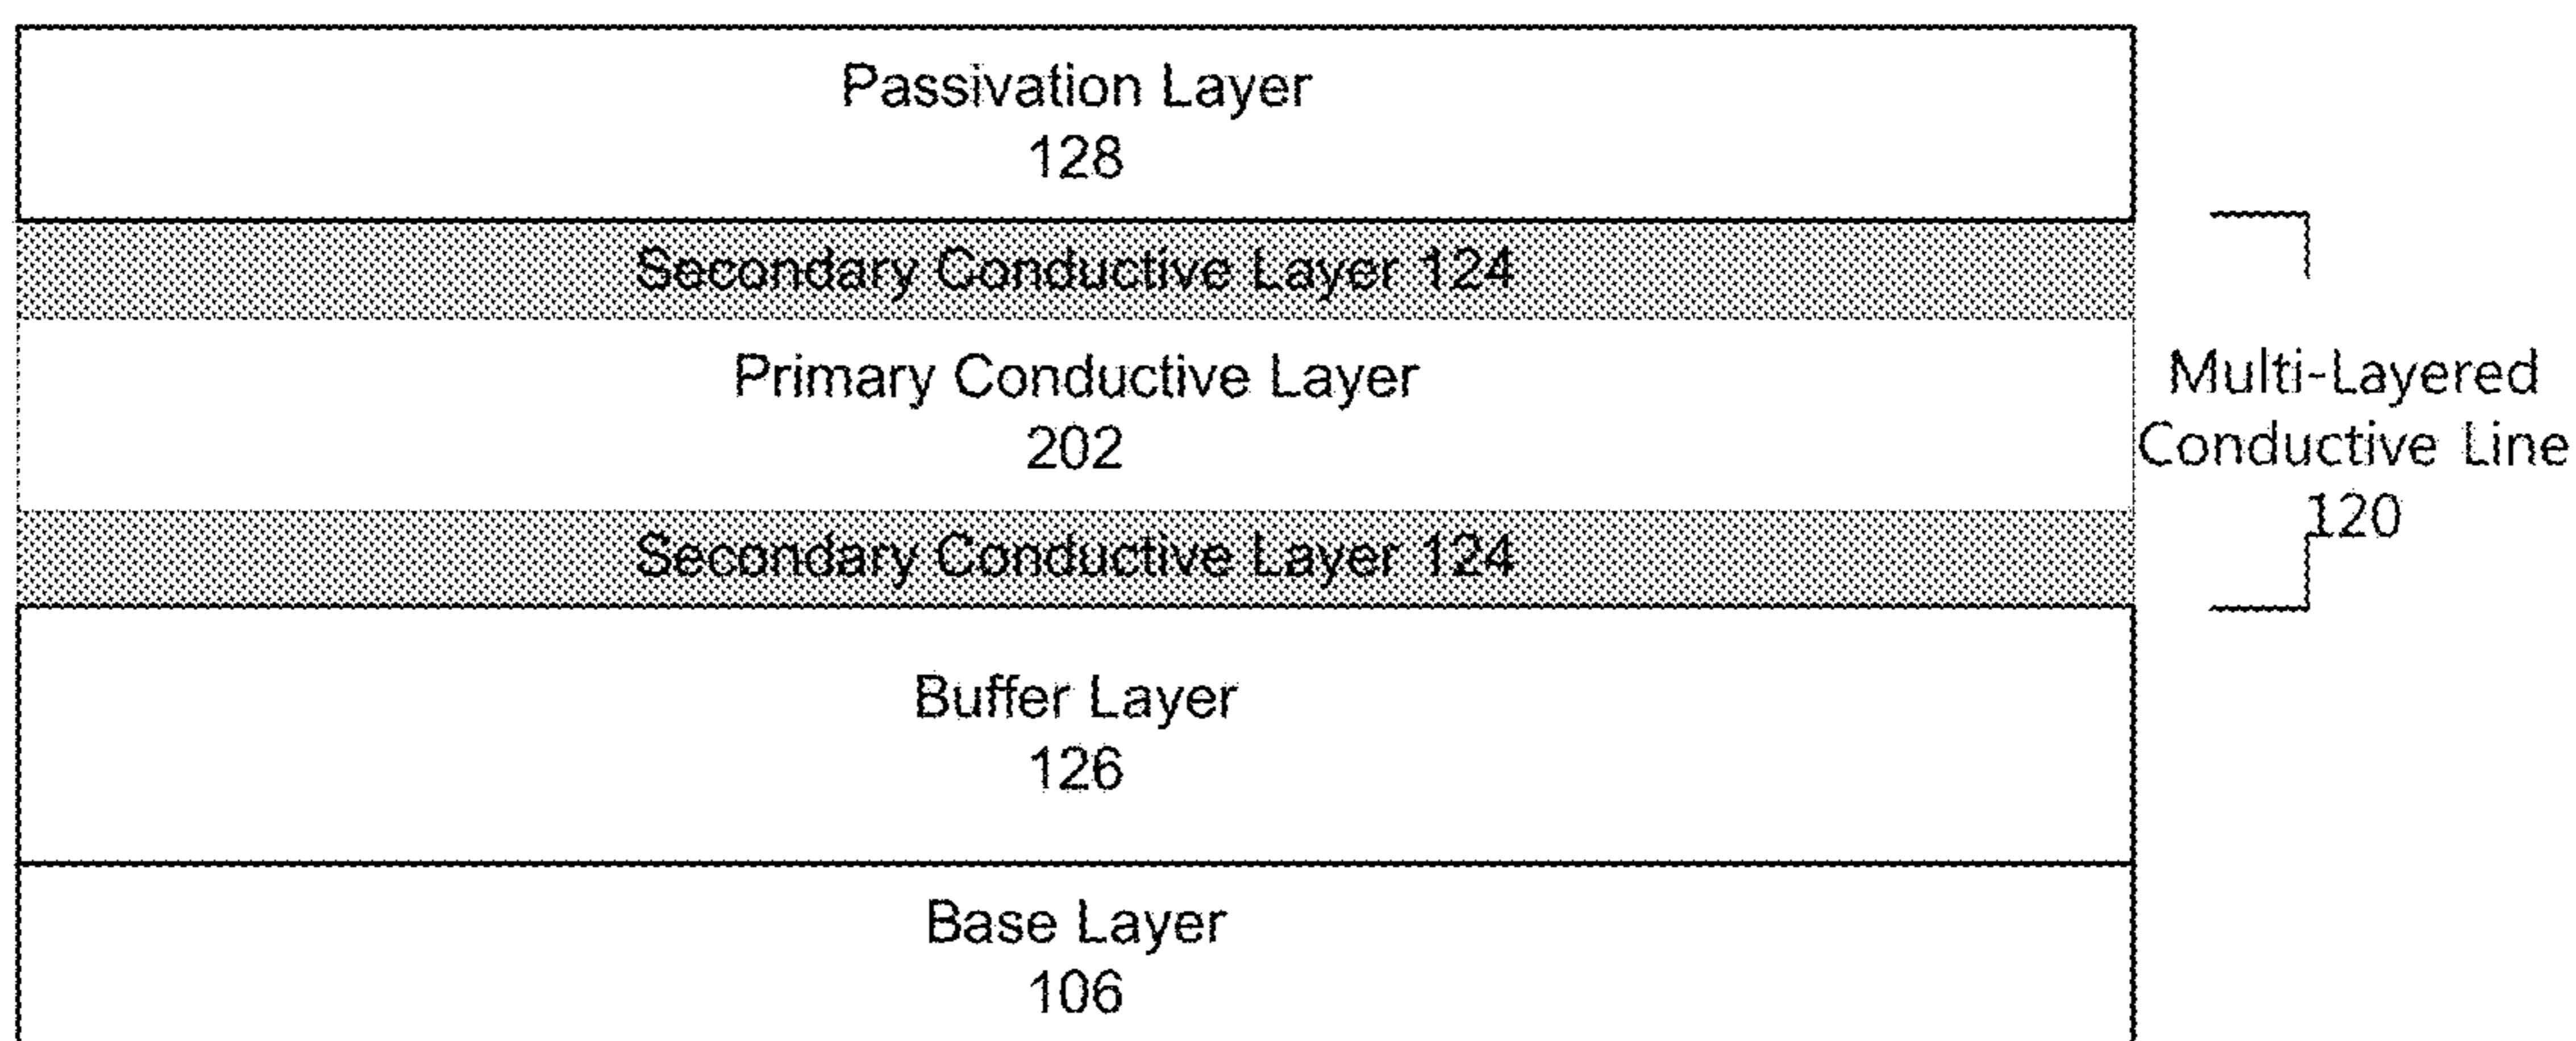 Passivation Layer
128
Secondary Conductive Layer 124
Primary Conductive Layer
202
Secondary Conductive Layer 124
Multi-Layered
Conductive Line
120
Buffer Layer
126
Base Layer
106